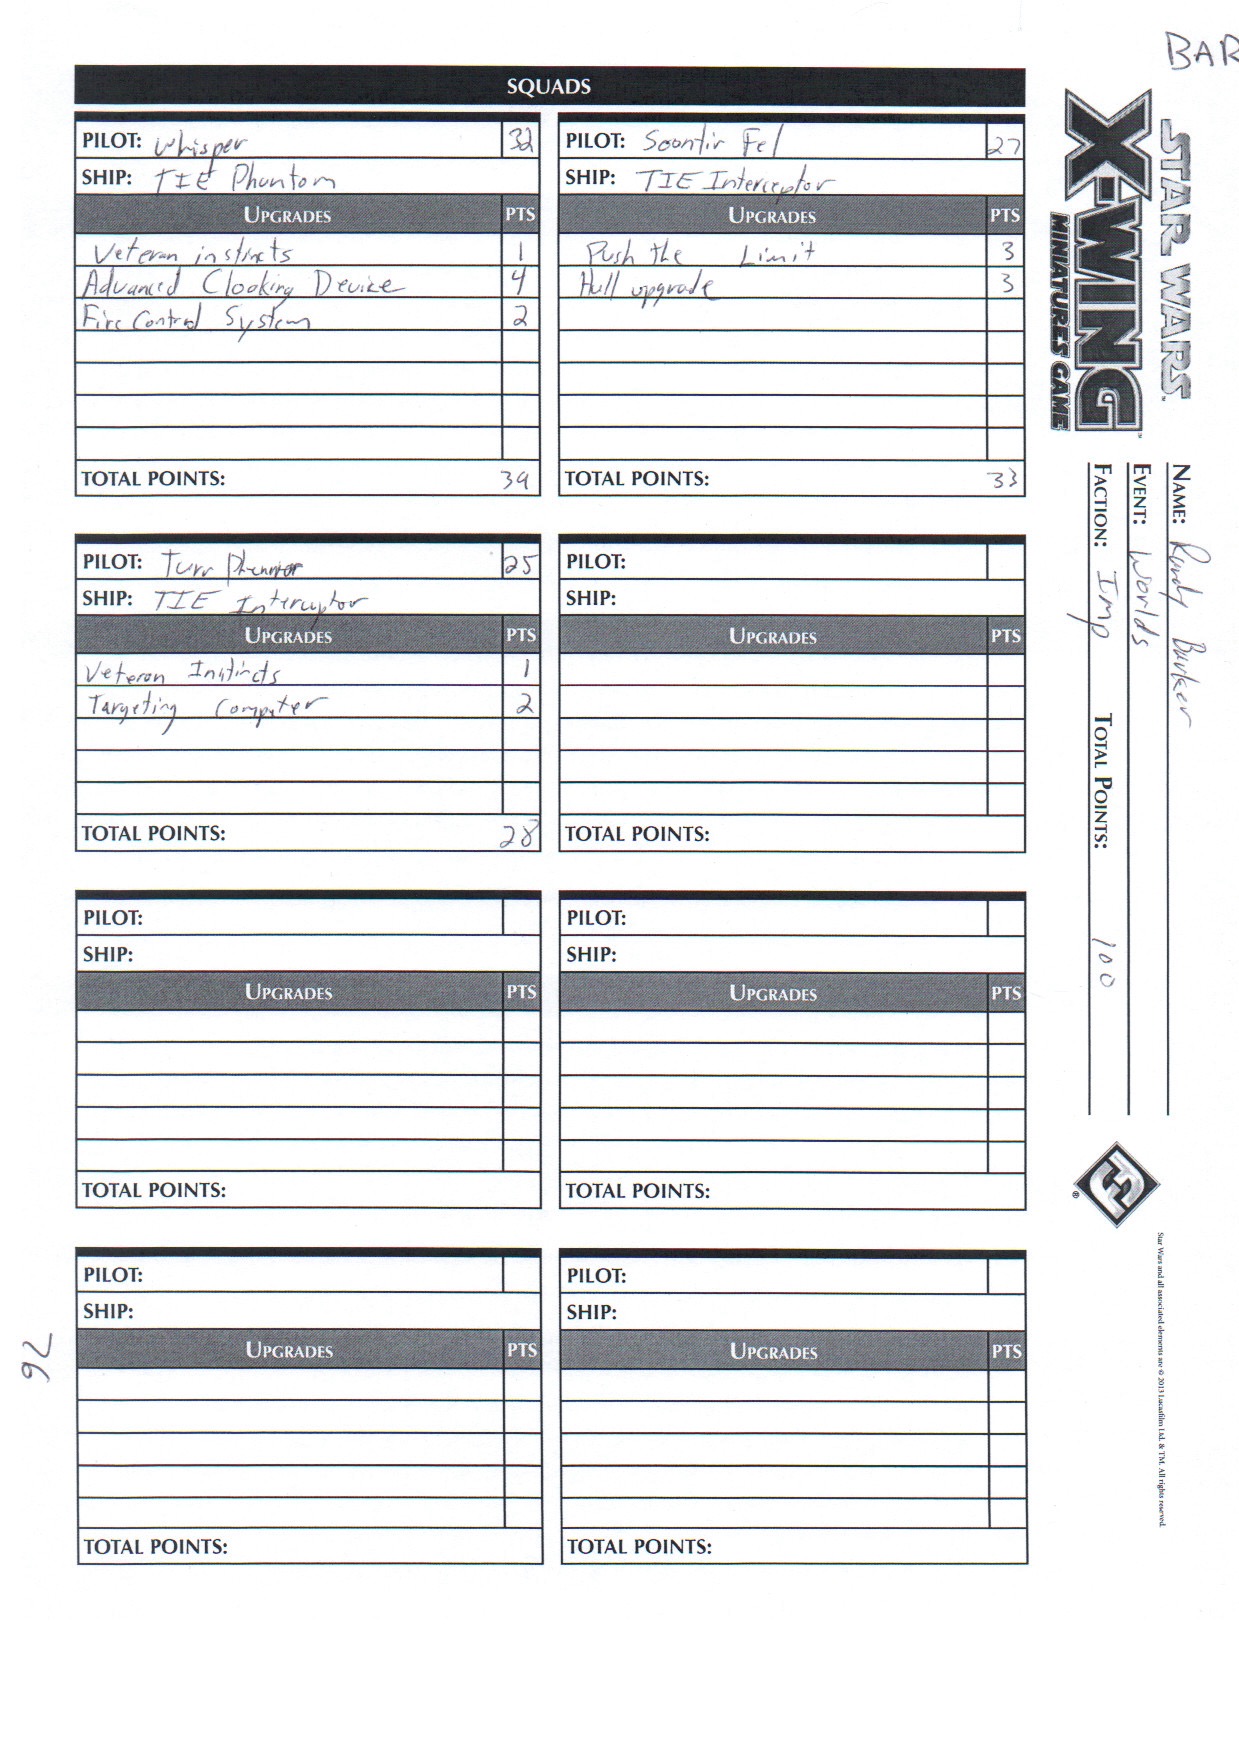 BAR
SQUADS
PILOT: Whisper 32
SHIP: TIE Phantom
UPGRADES PTS
Veteran instincts 1
Advanced Cloaking Device 4
Fire Control System 2
TOTAL POINTS: 39
PILOT: Soontir Fel 27
SHIP: TIE Interceptor
UPGRADES PTS
Push the Limit 3
Hull upgrade 3
TOTAL POINTS: 33
PILOT: Turr Phennir 25
SHIP: TIE Interceptor
UPGRADES PTS
Veteran Instincts 1
Targeting Computer 2
TOTAL POINTS: 28
PILOT:
SHIP:
UPGRADES PTS
TOTAL POINTS:
PILOT:
SHIP:
UPGRADES PTS
TOTAL POINTS:
PILOT:
SHIP:
UPGRADES PTS
TOTAL POINTS:
PILOT:
SHIP:
UPGRADES PTS
TOTAL POINTS:
PILOT:
SHIP:
UPGRADES PTS
TOTAL POINTS:
STAR WARS™
X-WING™
MINIATURES GAME
NAME: Randy Barker
EVENT: Worlds
FACTION: Imp TOTAL POINTS: 100
®
Star Wars and all associated elements are © 2013 Lucasfilm Ltd. & TM. All rights reserved.
76